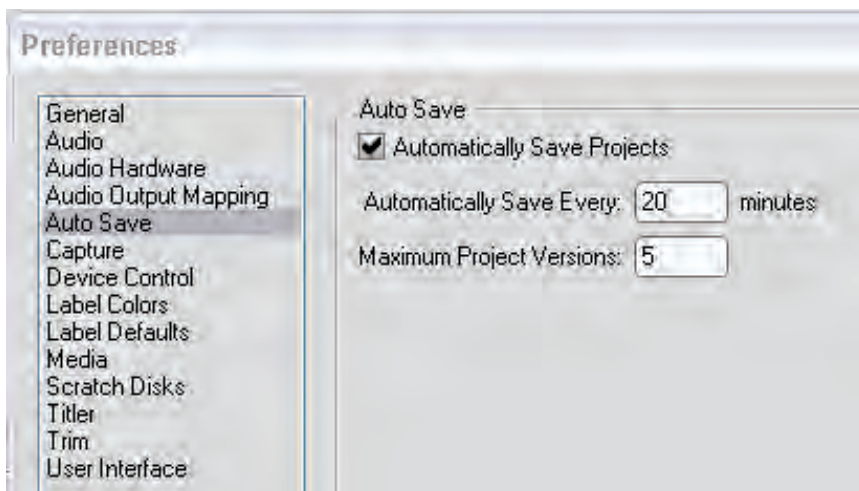 Preferences
General
Audio
Audio Hardware
Audio Output Mapping
Auto Save
Capture
Device Control
Label Colors
Label Defaults
Media
Scratch Disks
Titler
Trim
User Interface
Auto Save
Automatically Save Projects
Automatically Save Every: 20 minutes
Maximum Project Versions: 5